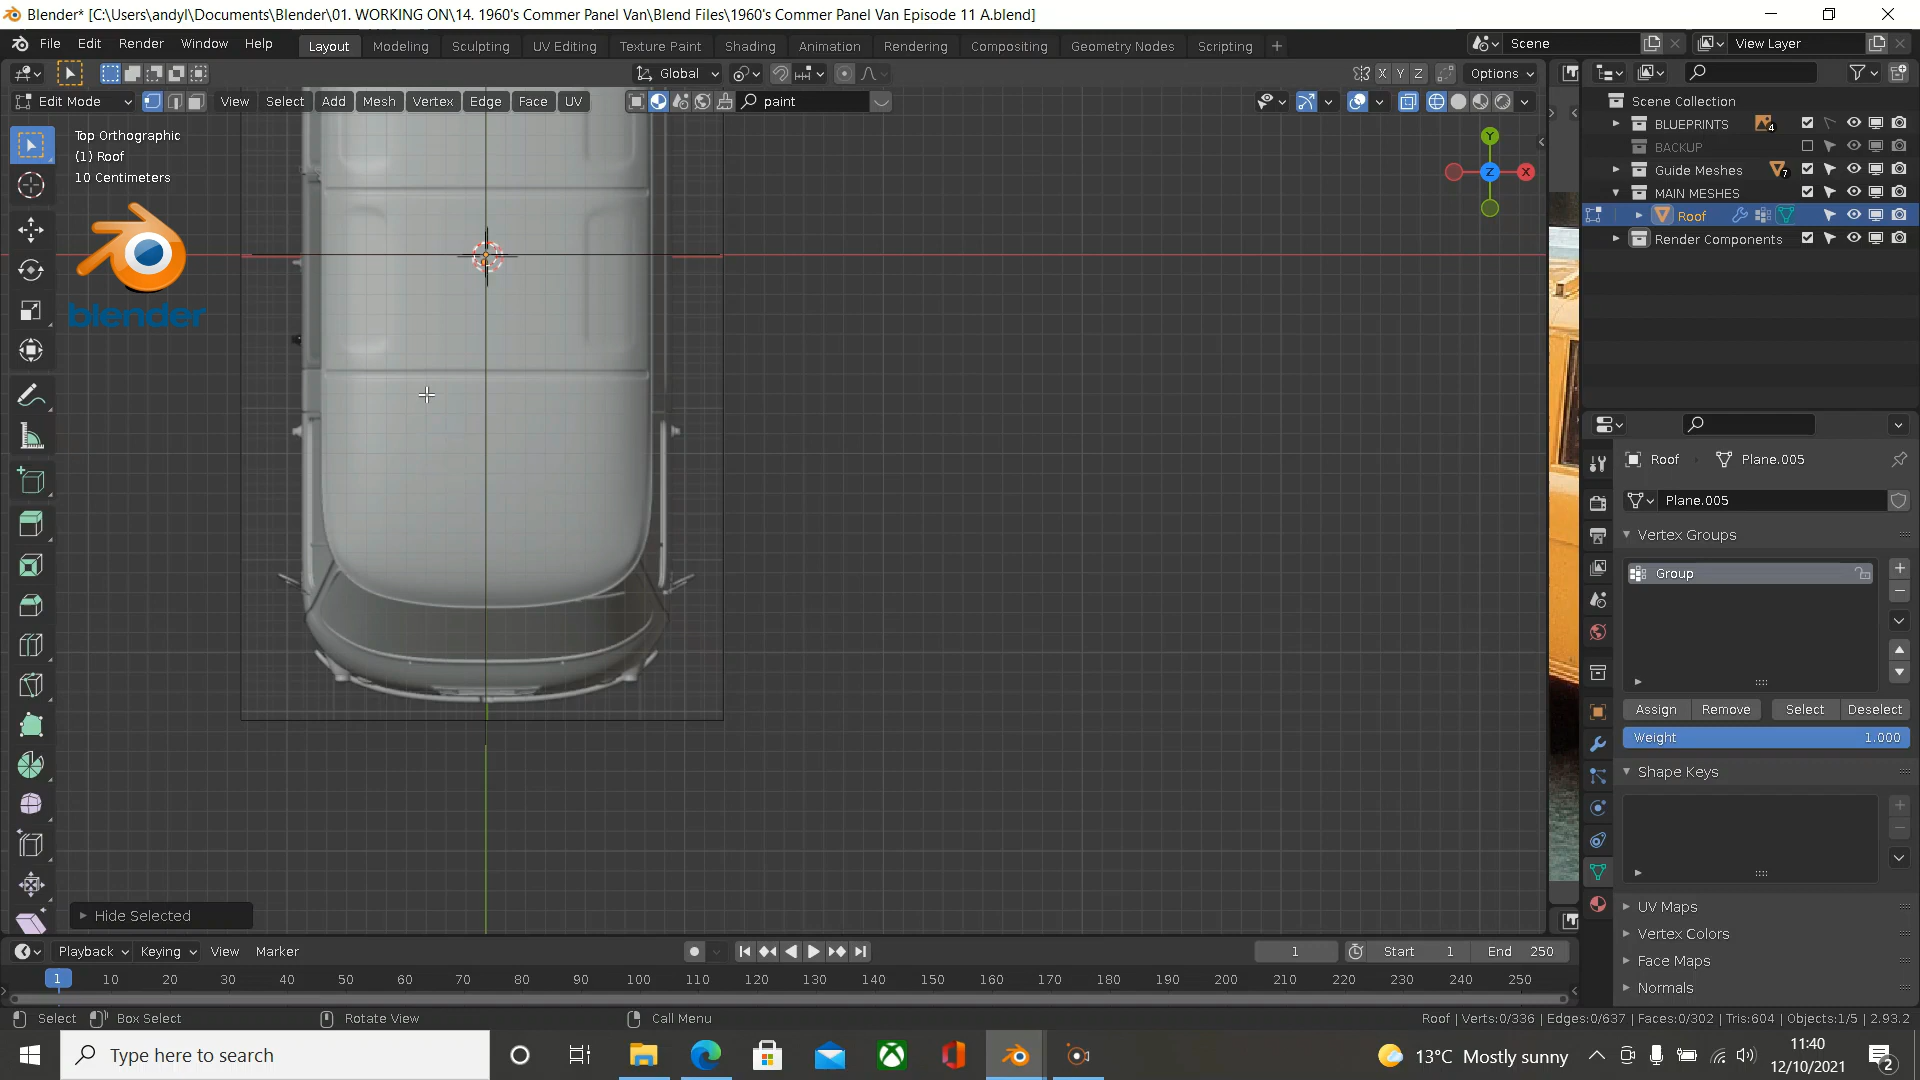 Blender* [C:\Users\andyl\Documents\Blender\01. WORKING ON\14. 1960's Commer Panel Van\Blend Files\1960's Commer Panel Van Episode 11 A.blend]
File Edit Render Window Help Layout Modeling Sculpting UV Editing Texture Paint Shading Animation Rendering Compositing Geometry Nodes Scripting + Scene View Layer
Global X Y Z Options
Edit Mode View Select Add Mesh Vertex Edge Face UV paint
Top Orthographic
(1) Roof
10 Centimeters
blender
Y
Z X
Scene Collection
BLUEPRINTS 4
BACKUP
Guide Meshes 7
MAIN MESHES
Roof
Render Components
Roof Plane.005
Plane.005
Vertex Groups
Group
Assign Remove Select Deselect
Weight 1.000
Shape Keys
UV Maps
Vertex Colors
Face Maps
Normals
Hide Selected
Playback Keying View Marker 1 Start 1 End 250
1 10 20 30 40 50 60 70 80 90 100 110 120 130 140 150 160 170 180 190 200 210 220 230 240 250
Select Box Select Rotate View Call Menu Roof | Verts:0/336 | Edges:0/637 | Faces:0/302 | Tris:604 | Objects:1/5 | 2.93.2
Type here to search 13°C Mostly sunny 11:40
12/10/2021 2